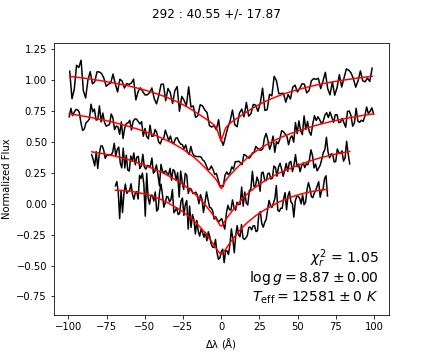 292 : 40.55 +/- 17.87
1.25
1.00
0.75
0.50
0.25
0.00
−0.25
−0.50
−0.75
Normalized Flux
χ²ᵣ = 1.05
log g = 8.87 ± 0.00
Teff = 12581 ± 0 K
−100 −75 −50 −25 0 25 50 75 100
Δλ (Å)